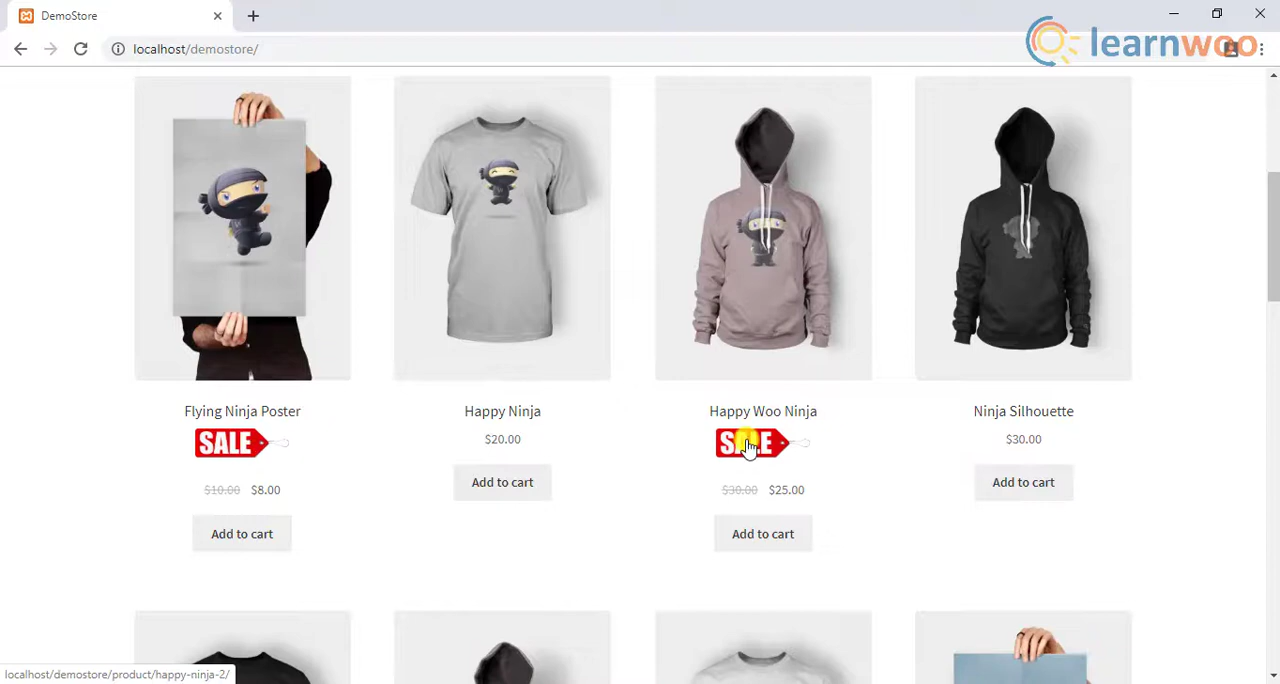 DemoStore
localhost/demostore/
learnwoo
Flying Ninja Poster
SALE
$10.00 $8.00
Add to cart
Happy Ninja
$20.00
Add to cart
Happy Woo Ninja
SALE
$30.00 $25.00
Add to cart
Ninja Silhouette
$30.00
Add to cart
localhost/demostore/product/happy-ninja-2/